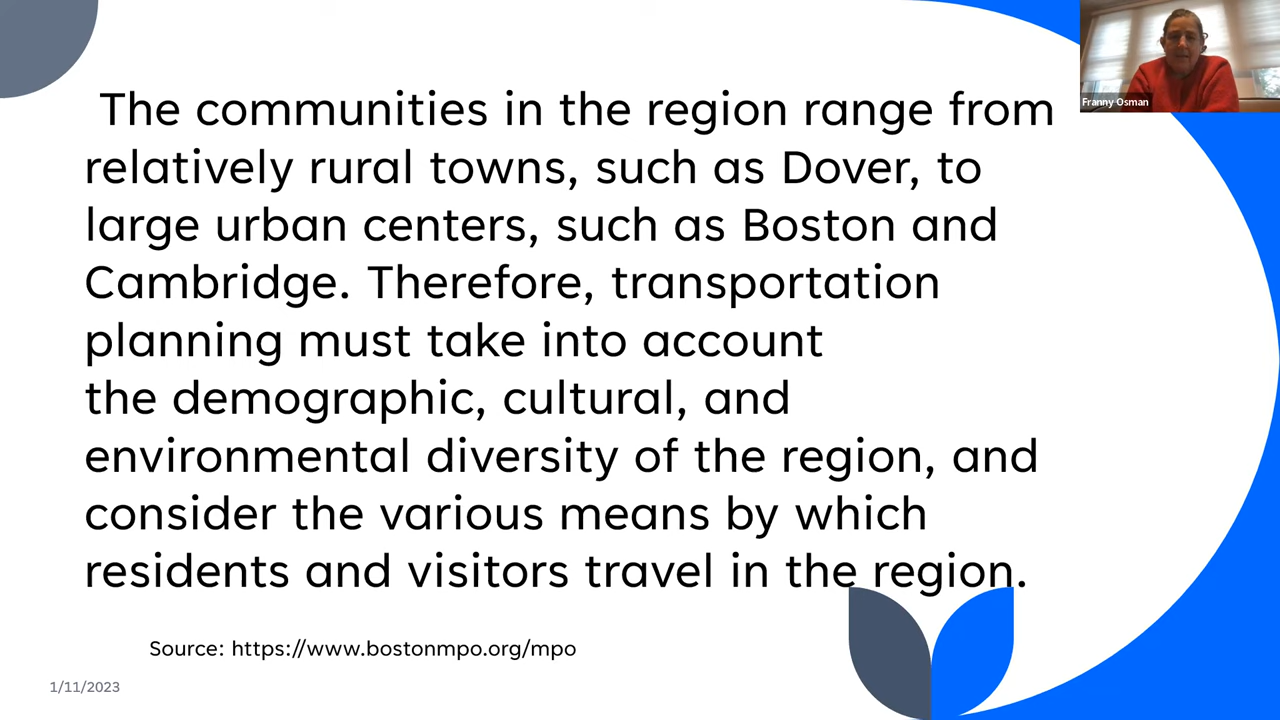 The communities in the region range from
relatively rural towns, such as Dover, to
large urban centers, such as Boston and
Cambridge. Therefore, transportation
planning must take into account
the demographic, cultural, and
environmental diversity of the region, and
consider the various means by which
residents and visitors travel in the region.
Source: https://www.bostonmpo.org/mpo
1/11/2023
Franny Osman